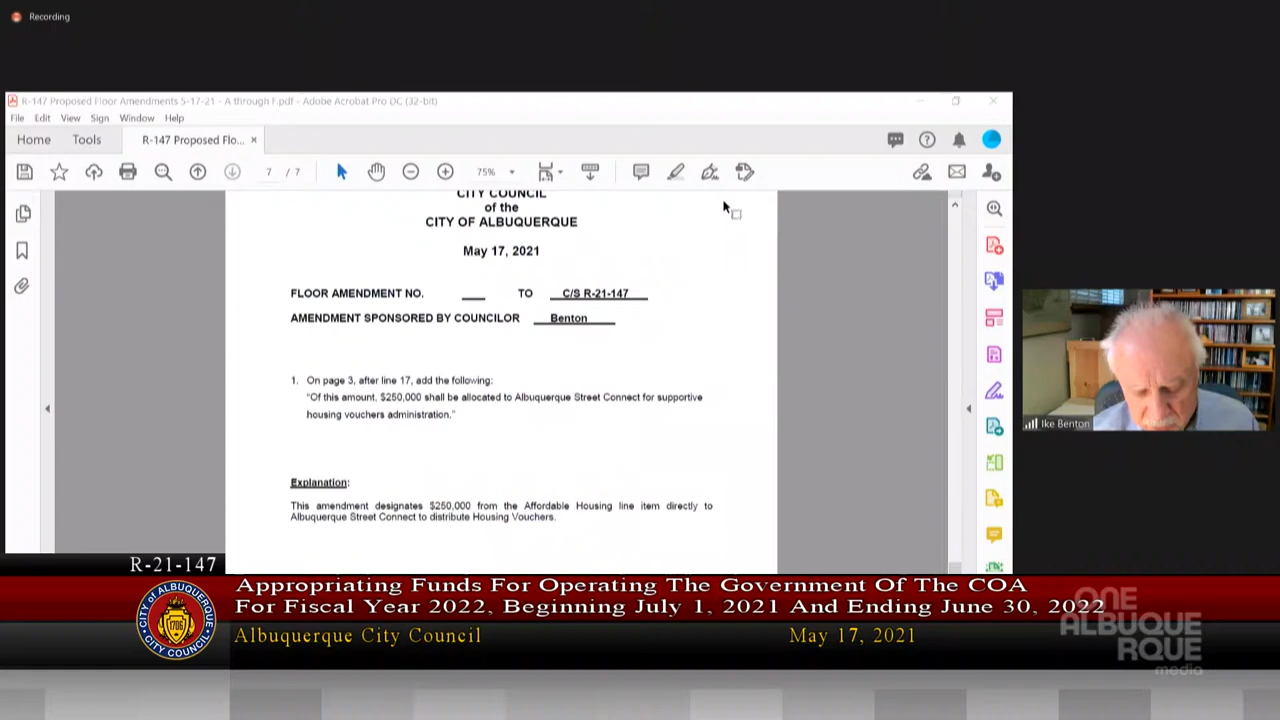 Recording
R-147 Proposed Floor Amendments 5-17-21 - A through F.pdf - Adobe Acrobat Pro DC (32-bit)
File Edit View Sign Window Help
Home Tools R-147 Proposed Flo... ×
7 / 7 75%
CITY COUNCIL
of the
CITY OF ALBUQUERQUE
May 17, 2021
FLOOR AMENDMENT NO. ___ TO C/S R-21-147
AMENDMENT SPONSORED BY COUNCILOR Benton
1. On page 3, after line 17, add the following:
"Of this amount, $250,000 shall be allocated to Albuquerque Street Connect for supportive
housing vouchers administration."
Explanation:
This amendment designates $250,000 from the Affordable Housing line item directly to
Albuquerque Street Connect to distribute Housing Vouchers.
Ike Benton
R-21-147
Appropriating Funds For Operating The Government Of The COA
For Fiscal Year 2022, Beginning July 1, 2021 And Ending June 30, 2022
Albuquerque City Council May 17, 2021
CITY OF ALBUQUERQUE
1706
CITY COUNCIL
ONE
ALBUQUE
RQUE
media